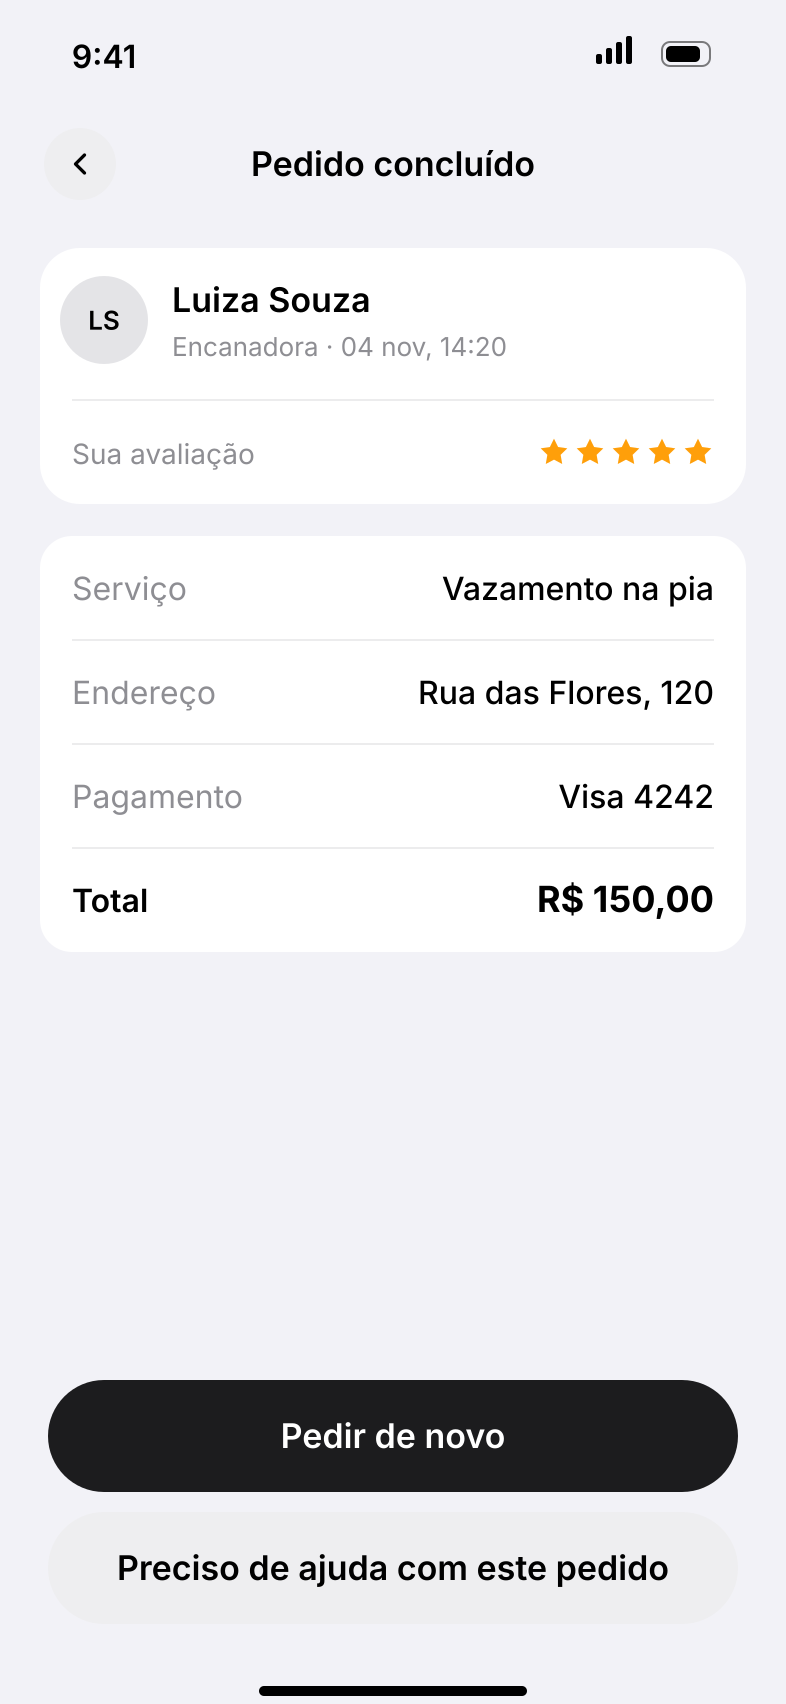 9:41
Pedido concluído
LS
Luiza Souza
Encanadora · 04 nov, 14:20
Sua avaliação
Serviço
Vazamento na pia
Endereço
Rua das Flores, 120
Pagamento
Visa 4242
Total
R$ 150,00
Pedir de novo
Preciso de ajuda com este pedido